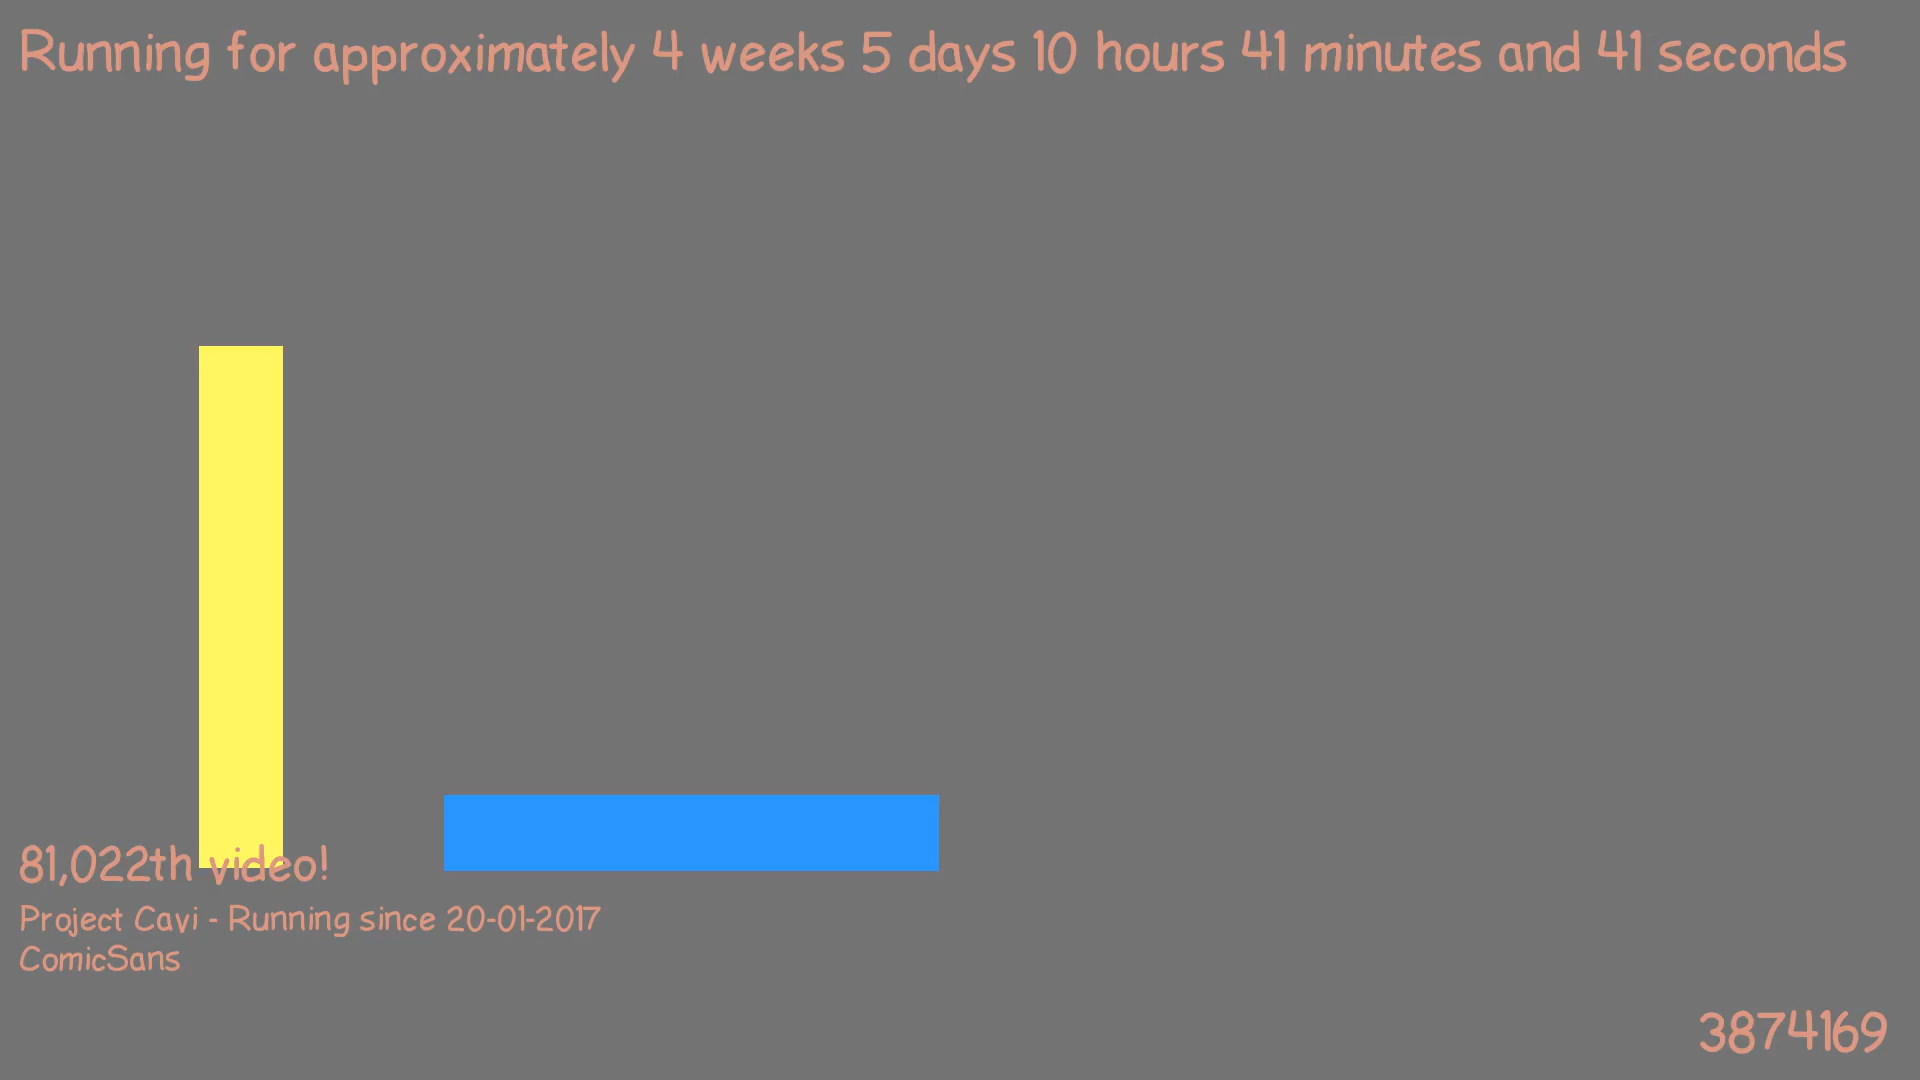 Running for approximately 4 weeks 5 days 10 hours 41 minutes and 41 seconds
81,022th video!
Project Cavi - Running since 20-01-2017
ComicSans
3874169